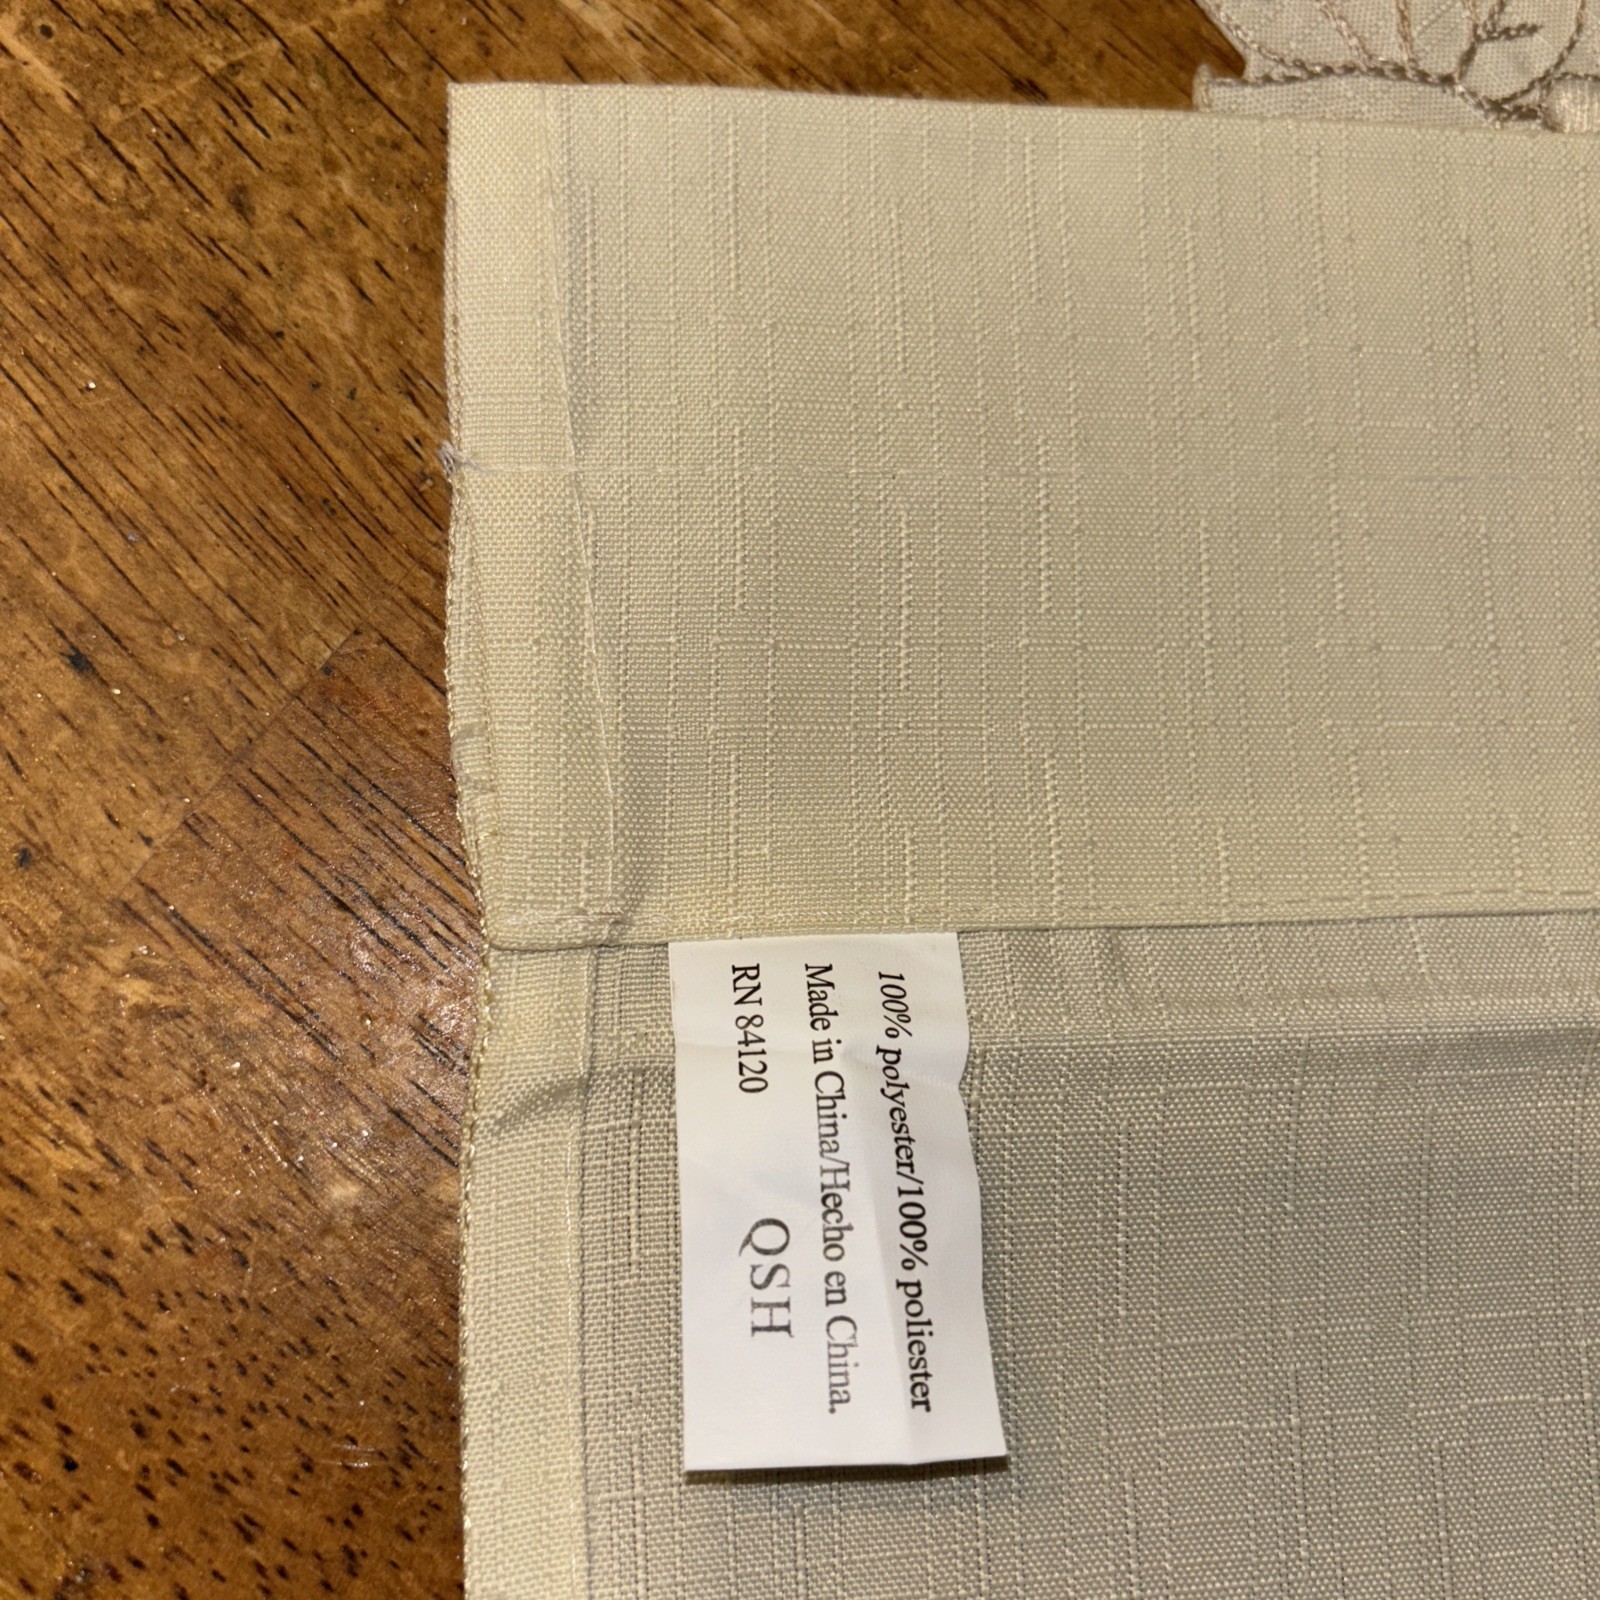 100% polyester/100% poliester
Made in China/Hecho en China.
RN 84120
QSH